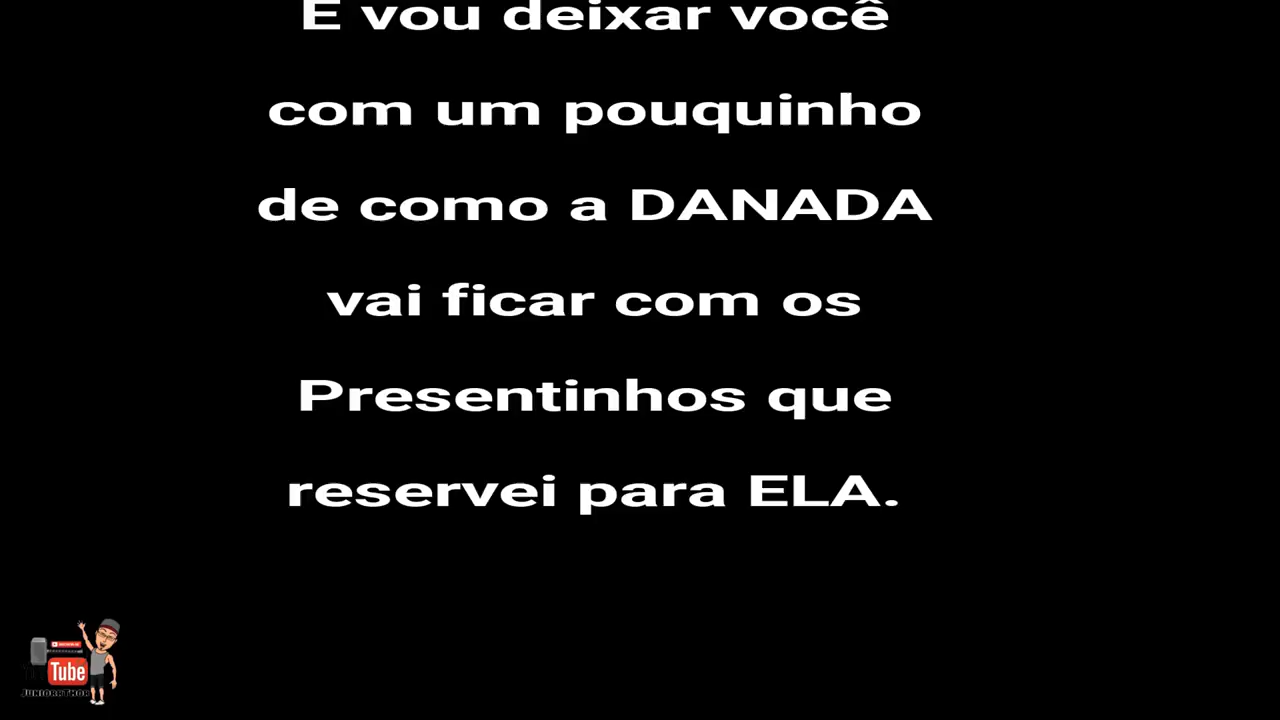 E vou deixar você
com um pouquinho
de como a DANADA
vai ficar com os
Presentinhos que
reservei para ELA.
Tube